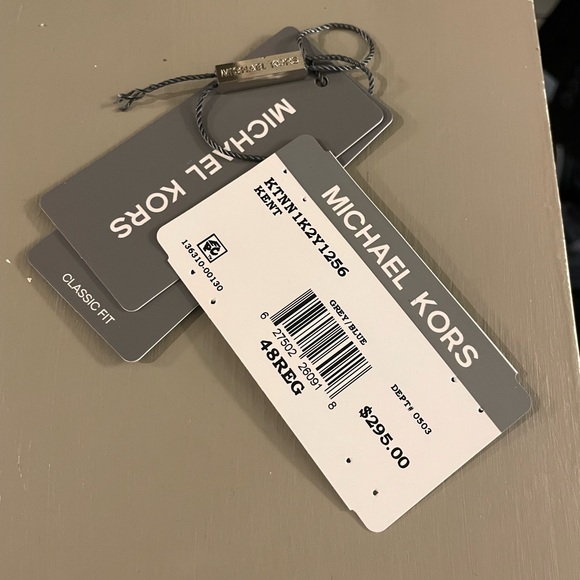 MICHAEL KORS
MICHAEL KORS
CLASSIC FIT
MICHAEL KORS
KTNN1K2Y1256
KENT
136310-00130
GREY/BLUE
6 27502 26091 8
48REG
DEPT# 0503
$295.00